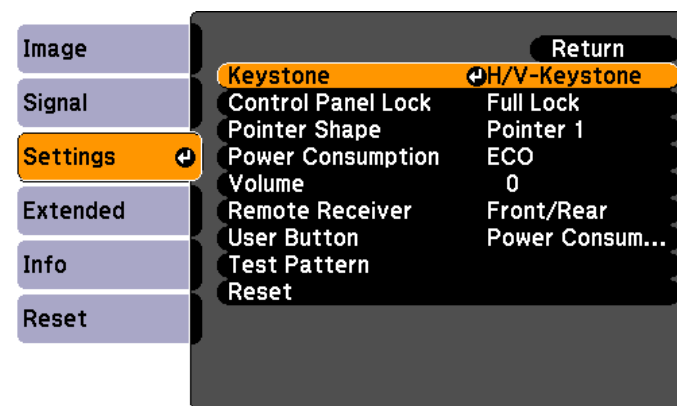 Image
Signal
Settings
Extended
Info
Reset
Return
Keystone H/V-Keystone
Control Panel Lock Full Lock
Pointer Shape Pointer 1
Power Consumption ECO
Volume 0
Remote Receiver Front/Rear
User Button Power Consum...
Test Pattern
Reset